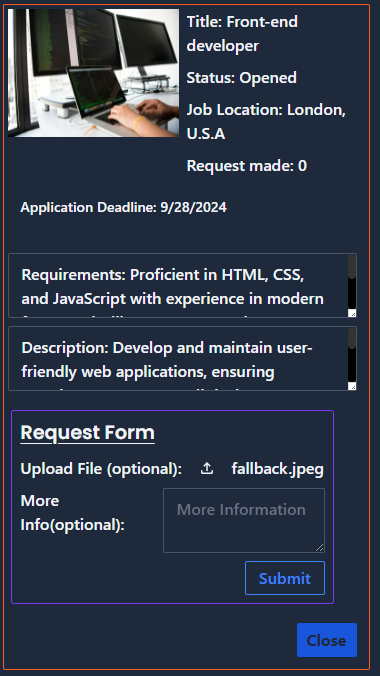 Title: Front-end
developer
Status: Opened
Job Location: London,
U.S.A
Request made: 0
Application Deadline: 9/28/2024
Requirements: Proficient in HTML, CSS,
and JavaScript with experience in modern
Description: Develop and maintain user-
friendly web applications, ensuring
Request Form
Upload File (optional):
fallback.jpeg
More
Info(optional):
More Information
Submit
Close